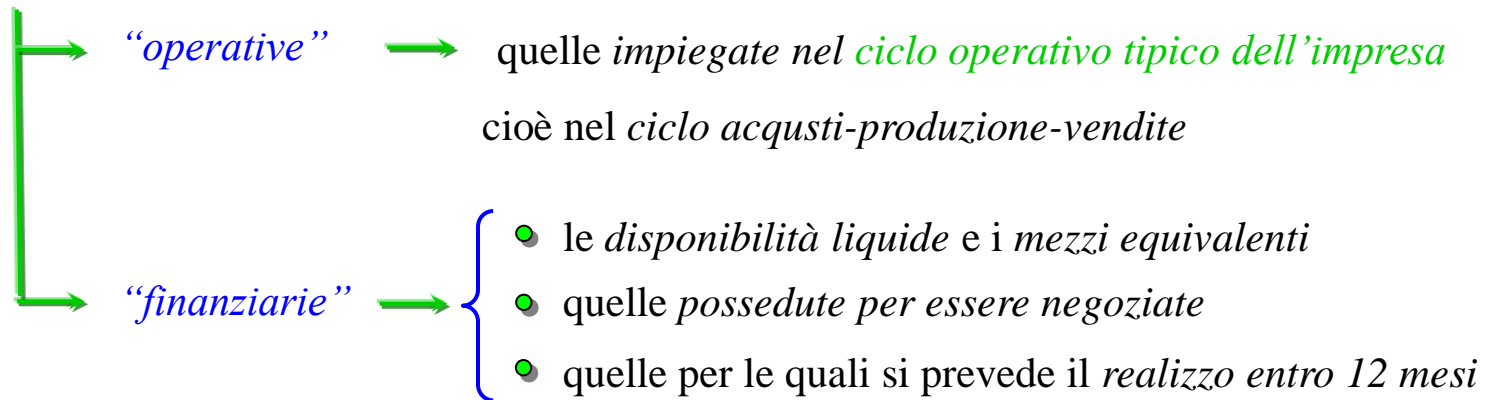 “operative” quelle impiegate nel ciclo operativo tipico dell’impresa
cioè nel ciclo acqusti-produzione-vendite
le disponibilità liquide e i mezzi equivalenti
“finanziarie” quelle possedute per essere negoziate
quelle per le quali si prevede il realizzo entro 12 mesi